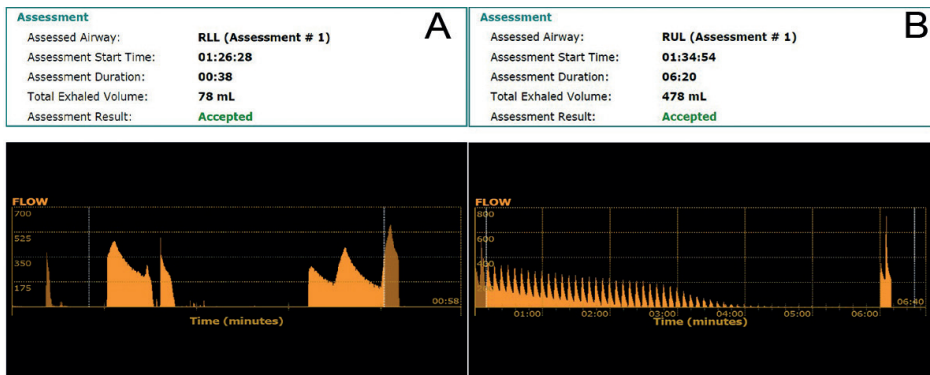 Assessment
A
Assessed Airway: RLL (Assessment # 1)
Assessment Start Time: 01:26:28
Assessment Duration: 00:38
Total Exhaled Volume: 78 mL
Assessment Result: Accepted
Assessment
B
Assessed Airway: RUL (Assessment # 1)
Assessment Start Time: 01:34:54
Assessment Duration: 06:20
Total Exhaled Volume: 478 mL
Assessment Result: Accepted
FLOW
700
525
350
175
00:58
Time (minutes)
FLOW
800
600
400
200
06:40
01:00 02:00 03:00 04:00 05:00 06:00
Time (minutes)